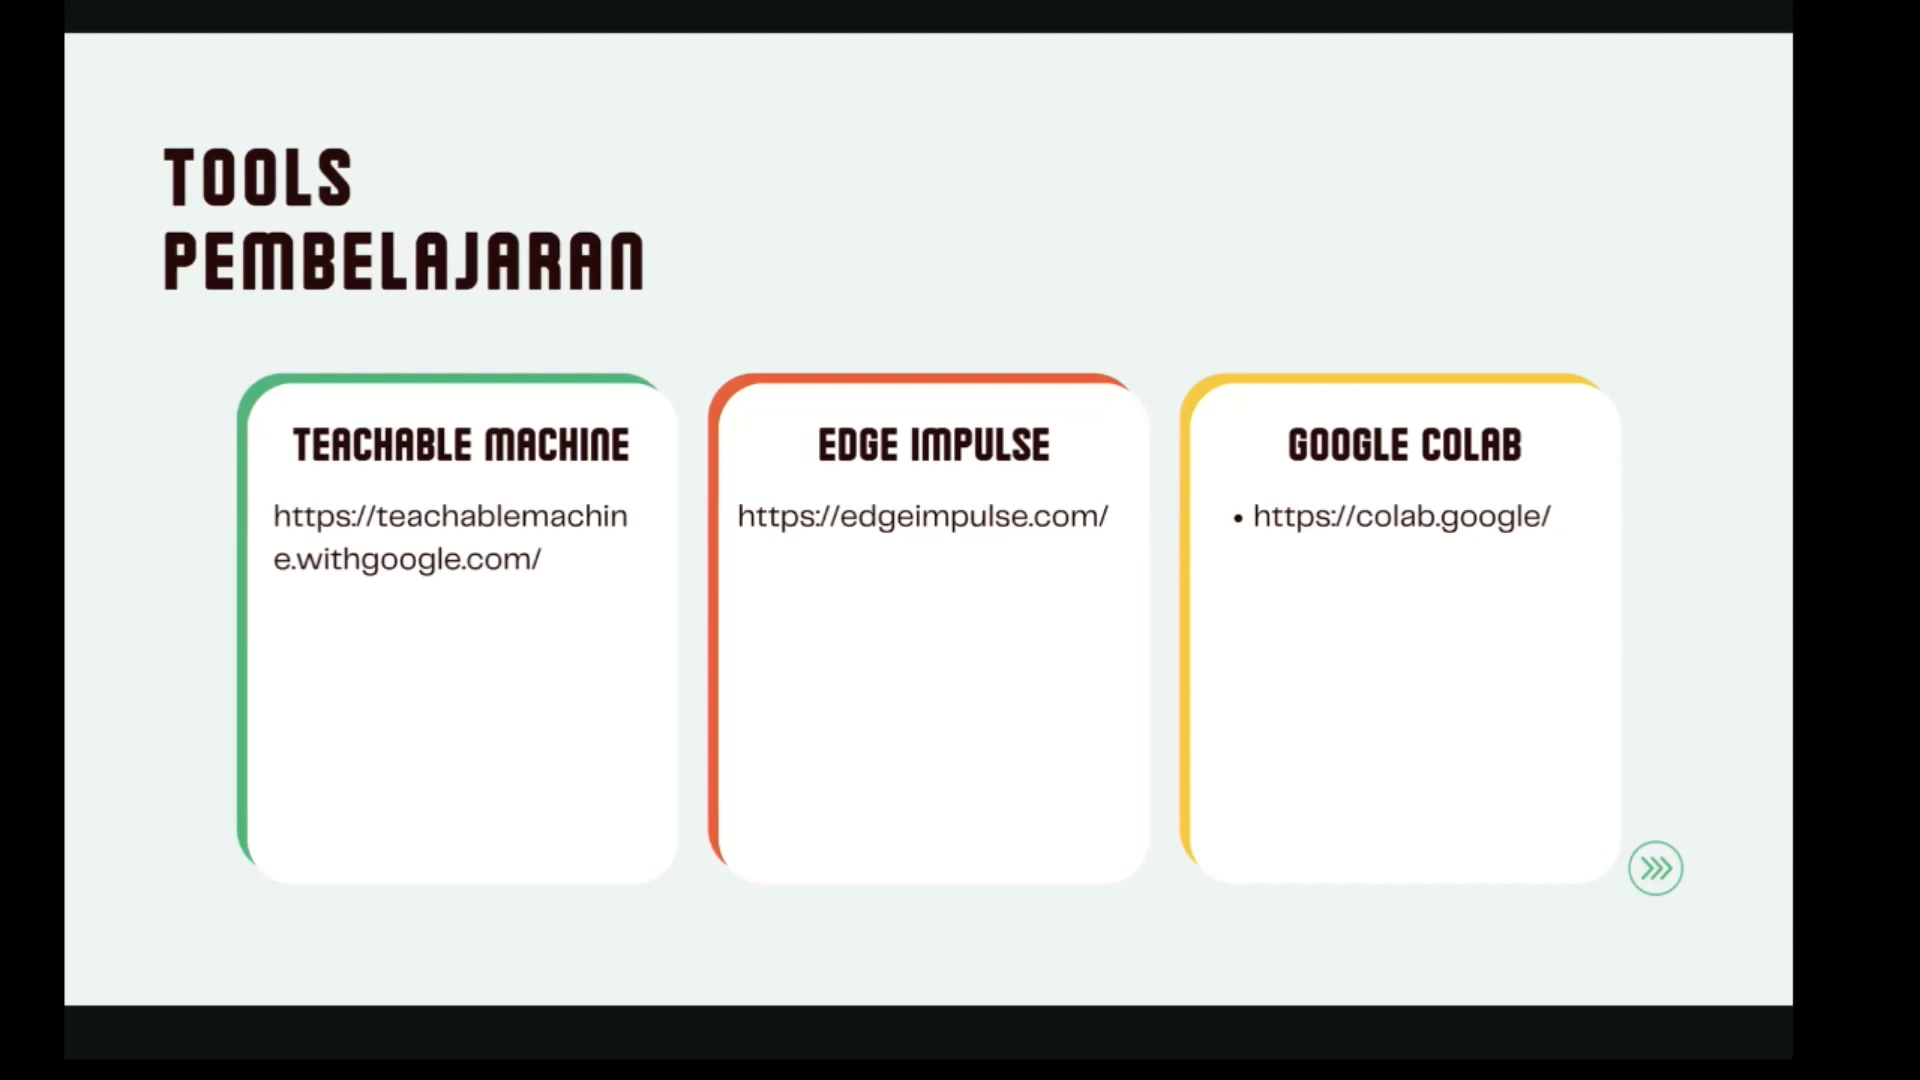 TOOLS
PEMBELAJARAN
TEACHABLE MACHINE
https://teachablemachin
e.withgoogle.com/
EDGE IMPULSE
https://edgeimpulse.com/
GOOGLE COLAB
• https://colab.google/